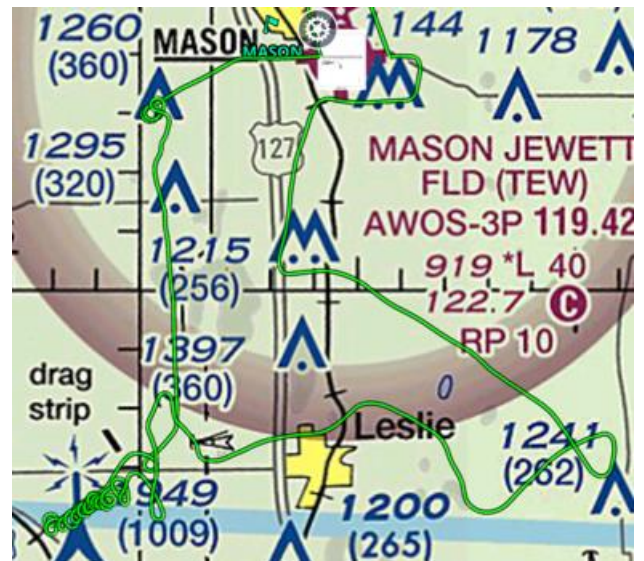 1260
(360)
MASON
MASON
1144
1178
1295
(320)
127
MASON JEWETT
FLD (TEW)
AWOS-3P 119.42
919 *L 40
122.7 C
RP 10
1215
(256)
1397
(360)
drag
strip
0
Leslie
1241
(262)
949
(1009)
1200
(265)